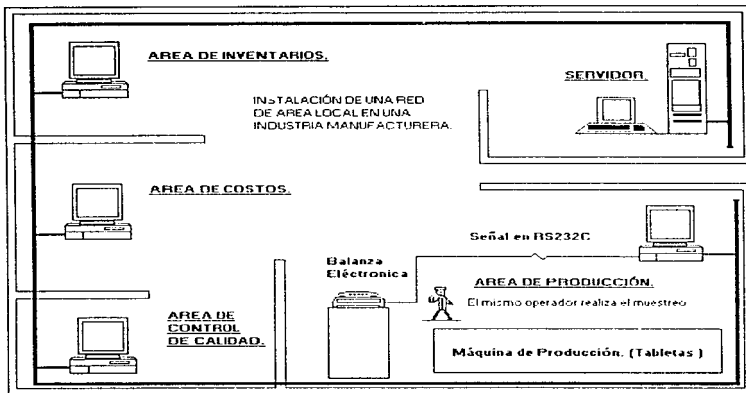 AREA DE INVENTARIOS.
SERVIDOR.
INSTALACIÓN DE UNA RED
DE AREA LOCAL EN UNA
INDUSTRIA MANUFACTURERA.
AREA DE COSTOS.
Señal en RS232C
Balanza
Eléctronica
AREA DE PRODUCCIÓN.
El mismo operador realiza el muestreo
AREA DE
CONTROL
DE CALIDAD.
Máquina de Producción. (Tabletas )